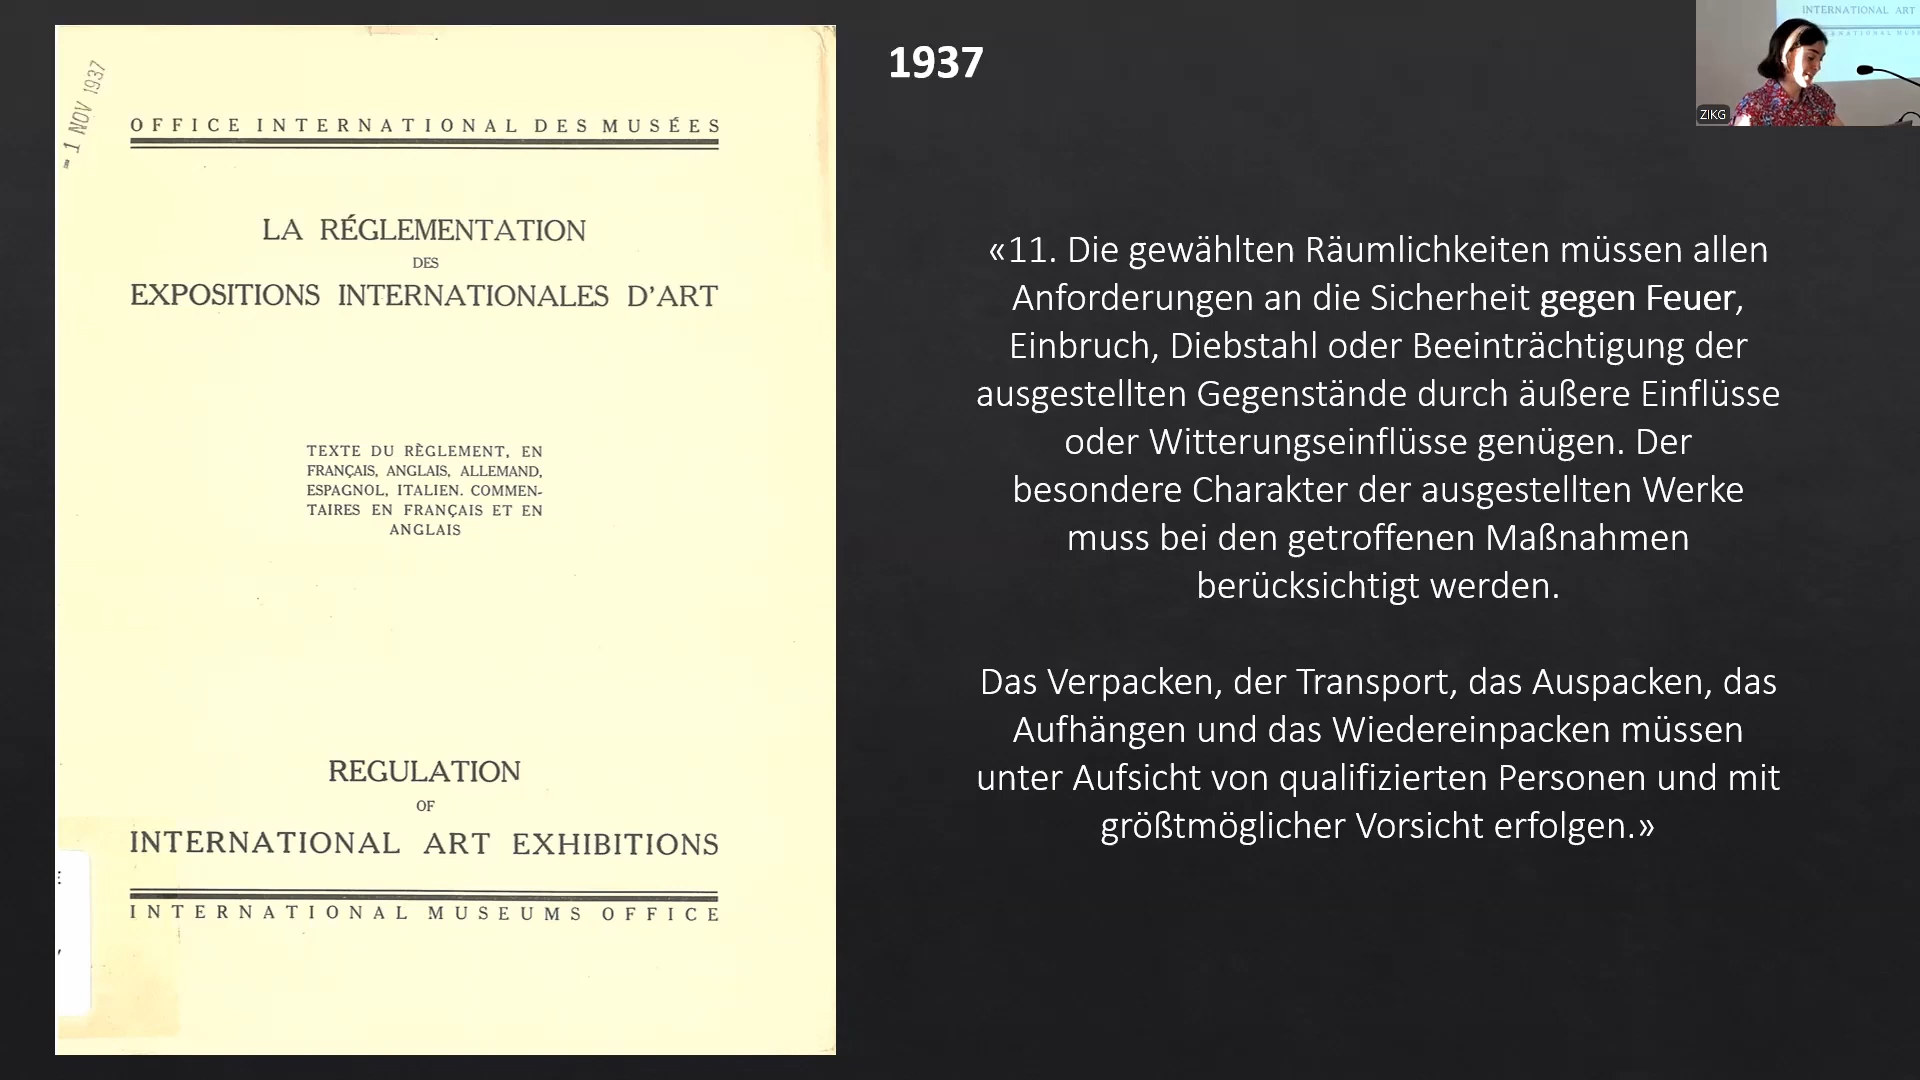 - 1 NOV 1937
OFFICE INTERNATIONAL DES MUSÉES
LA RÉGLEMENTATION
DES
EXPOSITIONS INTERNATIONALES D'ART
TEXTE DU RÈGLEMENT, EN
FRANÇAIS, ANGLAIS, ALLEMAND,
ESPAGNOL, ITALIEN. COMMEN-
TAIRES EN FRANÇAIS ET EN
ANGLAIS
REGULATION
OF
INTERNATIONAL ART EXHIBITIONS
INTERNATIONAL MUSEUMS OFFICE
1937
«11. Die gewählten Räumlichkeiten müssen allen
Anforderungen an die Sicherheit gegen Feuer,
Einbruch, Diebstahl oder Beeinträchtigung der
ausgestellten Gegenstände durch äußere Einflüsse
oder Witterungseinflüsse genügen. Der
besondere Charakter der ausgestellten Werke
muss bei den getroffenen Maßnahmen
berücksichtigt werden.
Das Verpacken, der Transport, das Auspacken, das
Aufhängen und das Wiedereinpacken müssen
unter Aufsicht von qualifizierten Personen und mit
größtmöglicher Vorsicht erfolgen.»
INTERNATIONAL ART
ZIKG